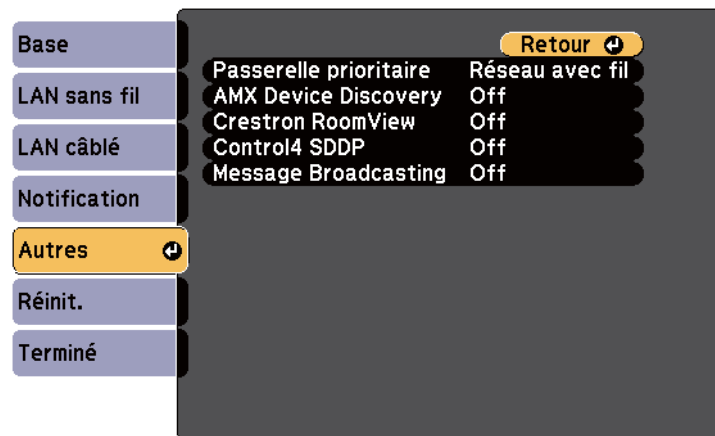 Base
LAN sans fil
LAN câblé
Notification
Autres
Réinit.
Terminé
Retour
Passerelle prioritaire Réseau avec fil
AMX Device Discovery Off
Crestron RoomView Off
Control4 SDDP Off
Message Broadcasting Off